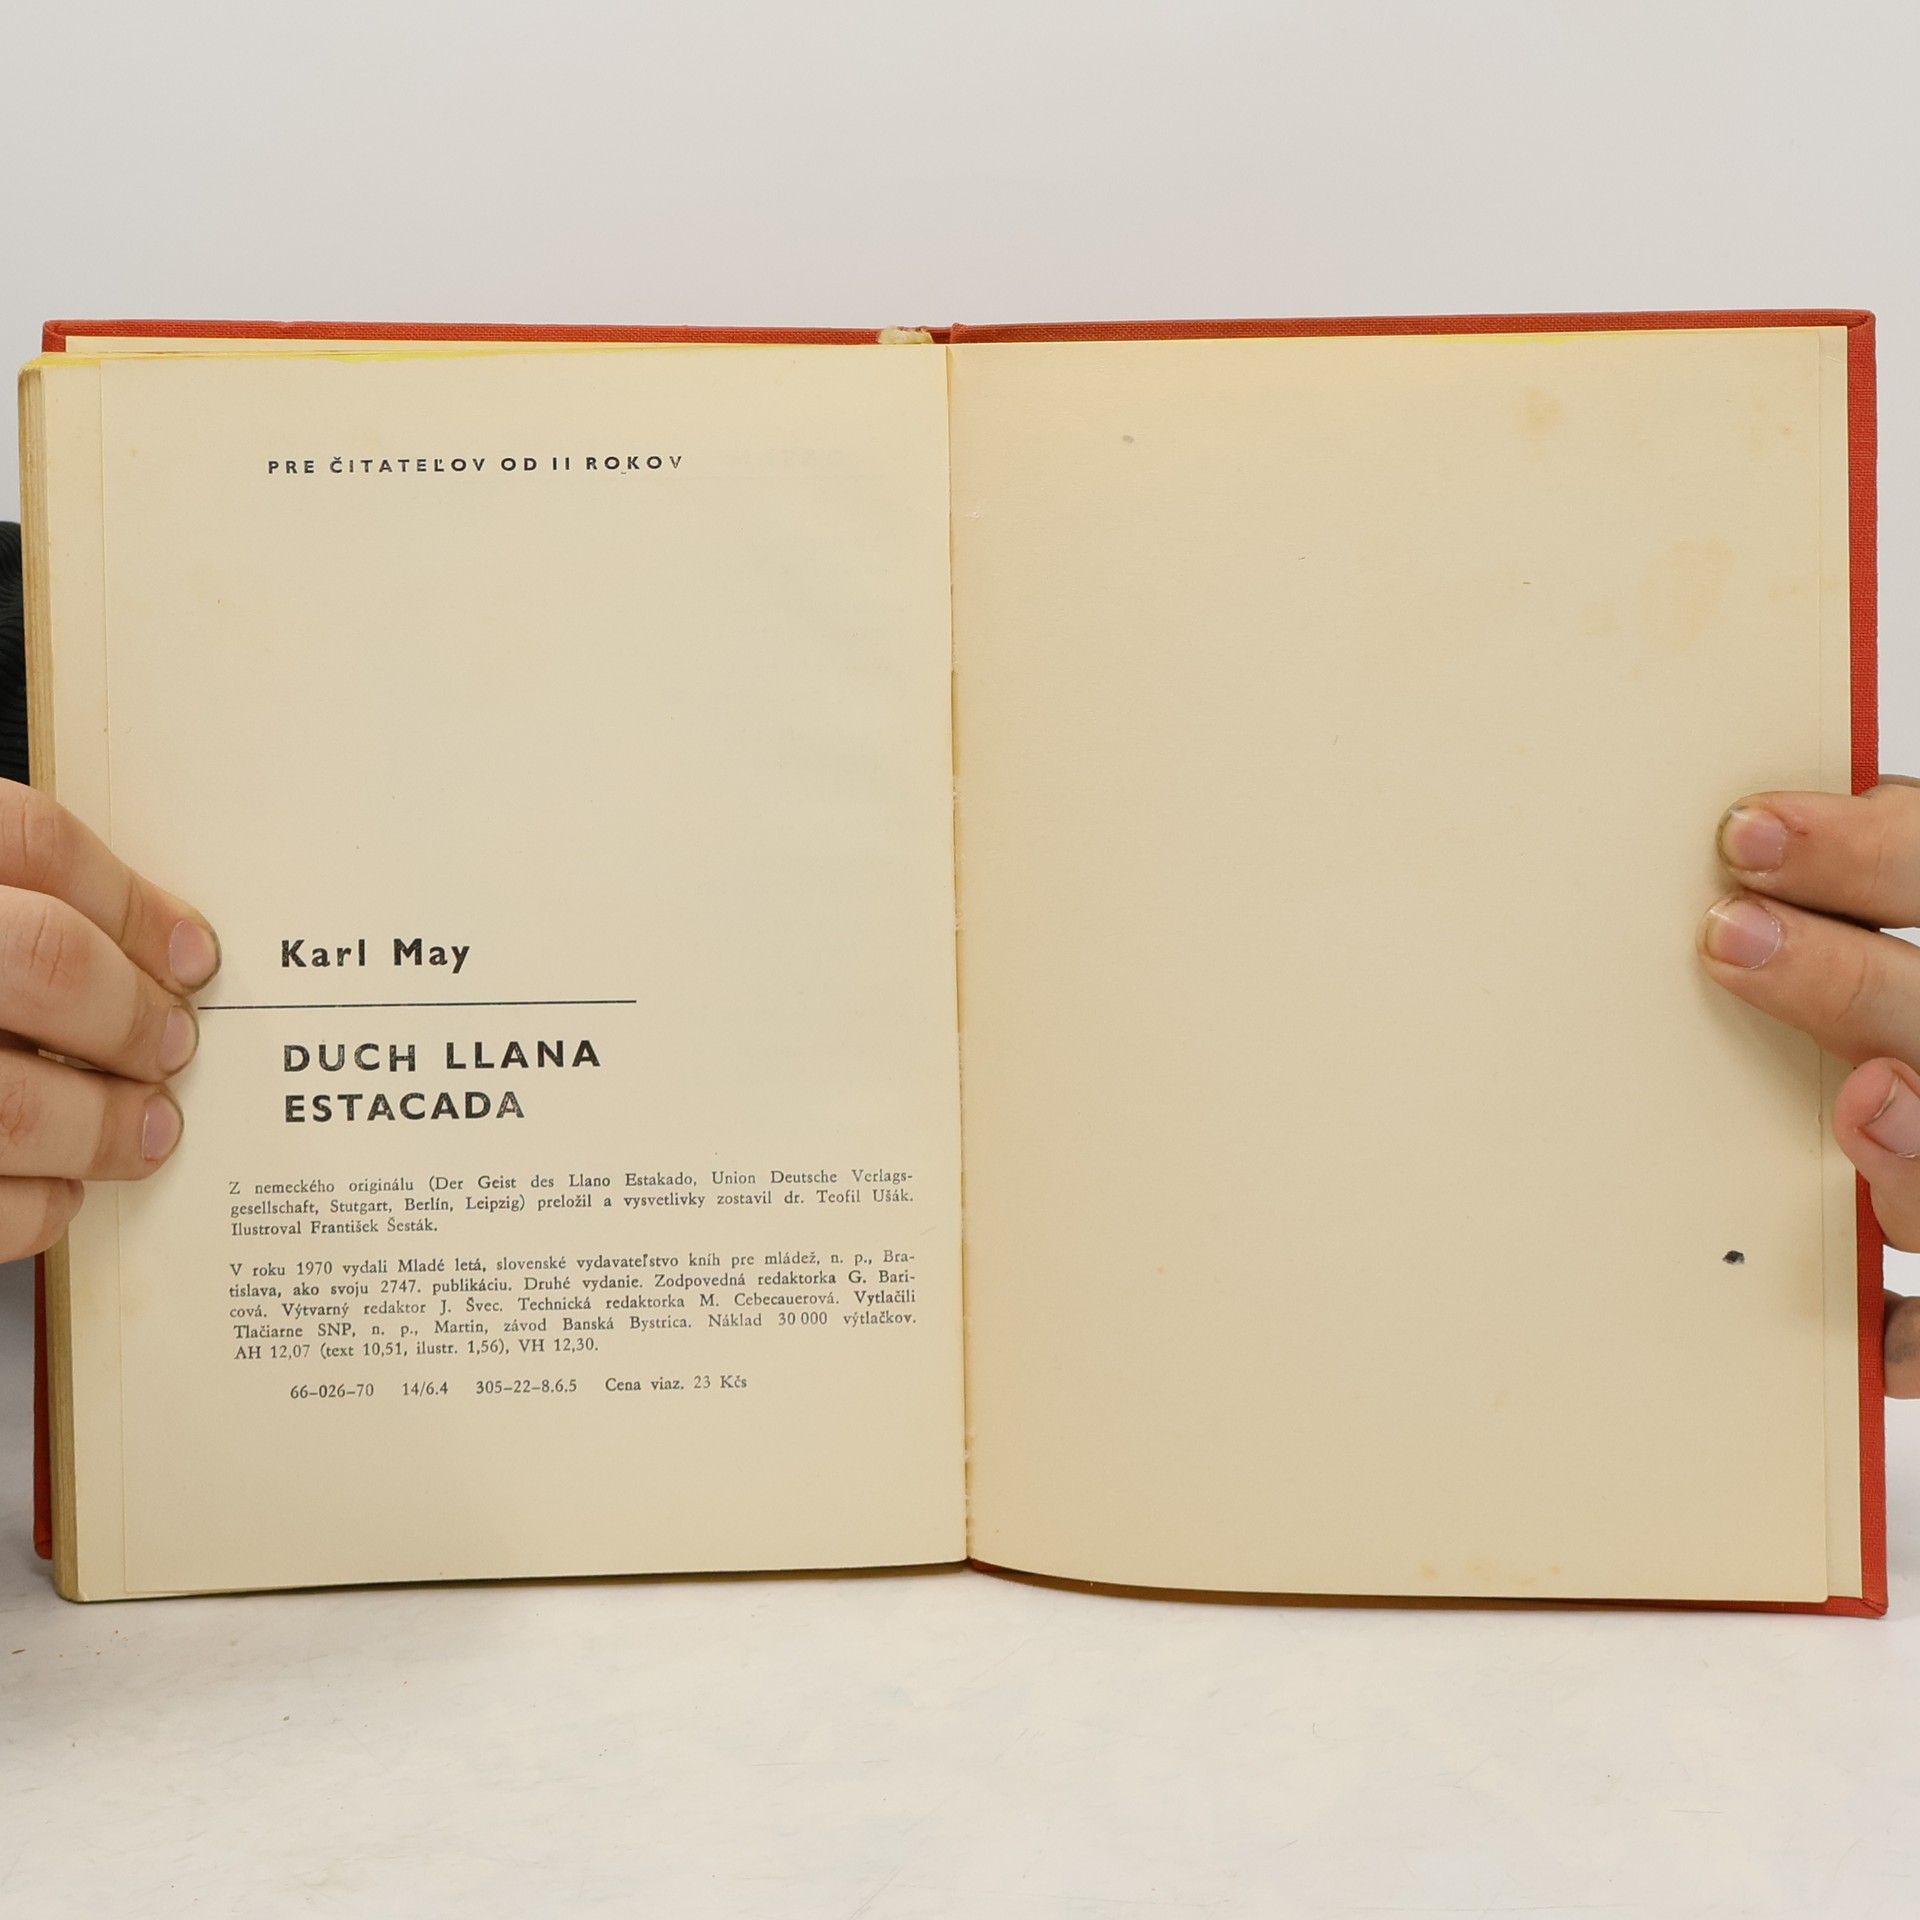 PRE ČITATEĽOV OD 11 ROKOV
Karl May
DUCH LLANA
ESTACADA
Z nemeckého originálu (Der Geist des Llano Estakado, Union Deutsche Verlags-
gesellschaft, Stutgart, Berlín, Leipzig) preložil a vysvetlivky zostavil dr. Teofil Ušák.
Ilustroval František Šesták.
V roku 1970 vydali Mladé letá, slovenské vydavateľstvo kníh pre mládež, n. p., Bra-
tislava, ako svoju 2747. publikáciu. Druhé vydanie. Zodpovedná redaktorka G. Bari-
cová. Výtvarný redaktor J. Švec. Technická redaktorka M. Cebecauerová. Vytlačili
Tlačiarne SNP, n. p., Martin, závod Banská Bystrica. Náklad 30 000 výtlačkov.
AH 12,07 (text 10,51, ilustr. 1,56), VH 12,30.
66–026–70 14/6.4 305–22–8.6.5 Cena viaz. 23 Kčs